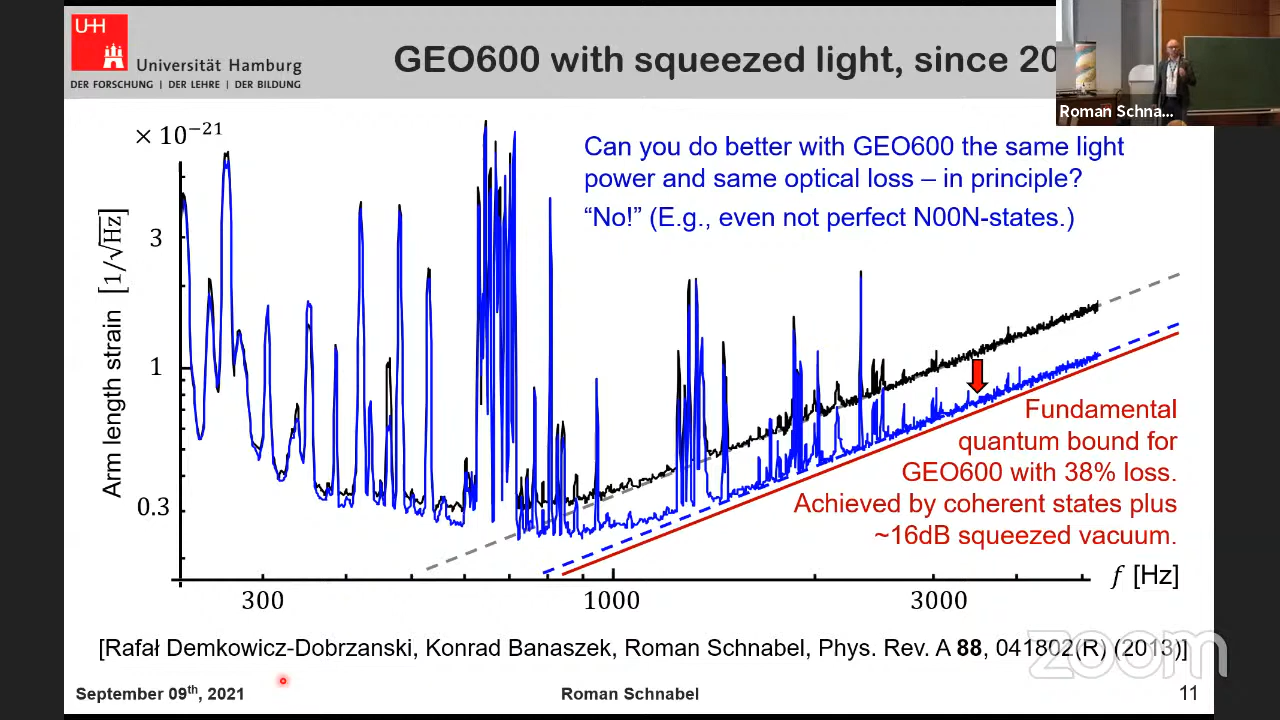 UHH
Universität Hamburg
DER FORSCHUNG | DER LEHRE | DER BILDUNG
GEO600 with squeezed light, since 20
Roman Schna...
× 10⁻²¹
Can you do better with GEO600 the same light
power and same optical loss – in principle?
“No!” (E.g., even not perfect N00N-states.)
Arm length strain [1/√Hz]
3
1
0.3
Fundamental
quantum bound for
GEO600 with 38% loss.
Achieved by coherent states plus
~16dB squeezed vacuum.
f [Hz]
300
1000
3000
[Rafał Demkowicz-Dobrzanski, Konrad Banaszek, Roman Schnabel, Phys. Rev. A 88, 041802(R) (2013)]
zoom
September 09th, 2021
Roman Schnabel
11